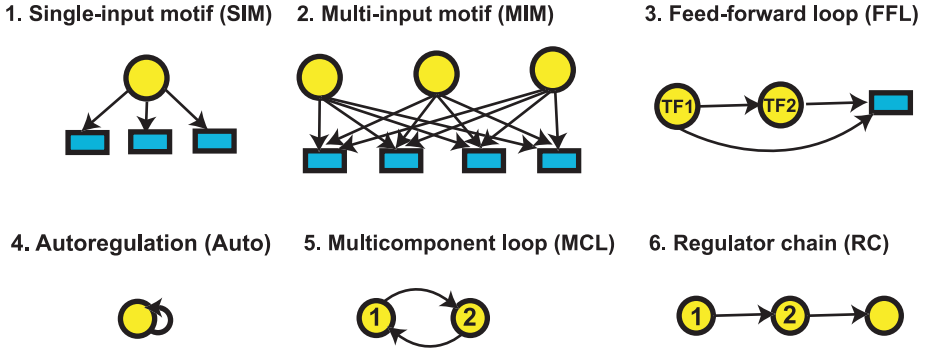 1. Single-input motif (SIM)
2. Multi-input motif (MIM)
3. Feed-forward loop (FFL)
TF1
TF2
4. Autoregulation (Auto)
5. Multicomponent loop (MCL)
6. Regulator chain (RC)
1
2
1
2